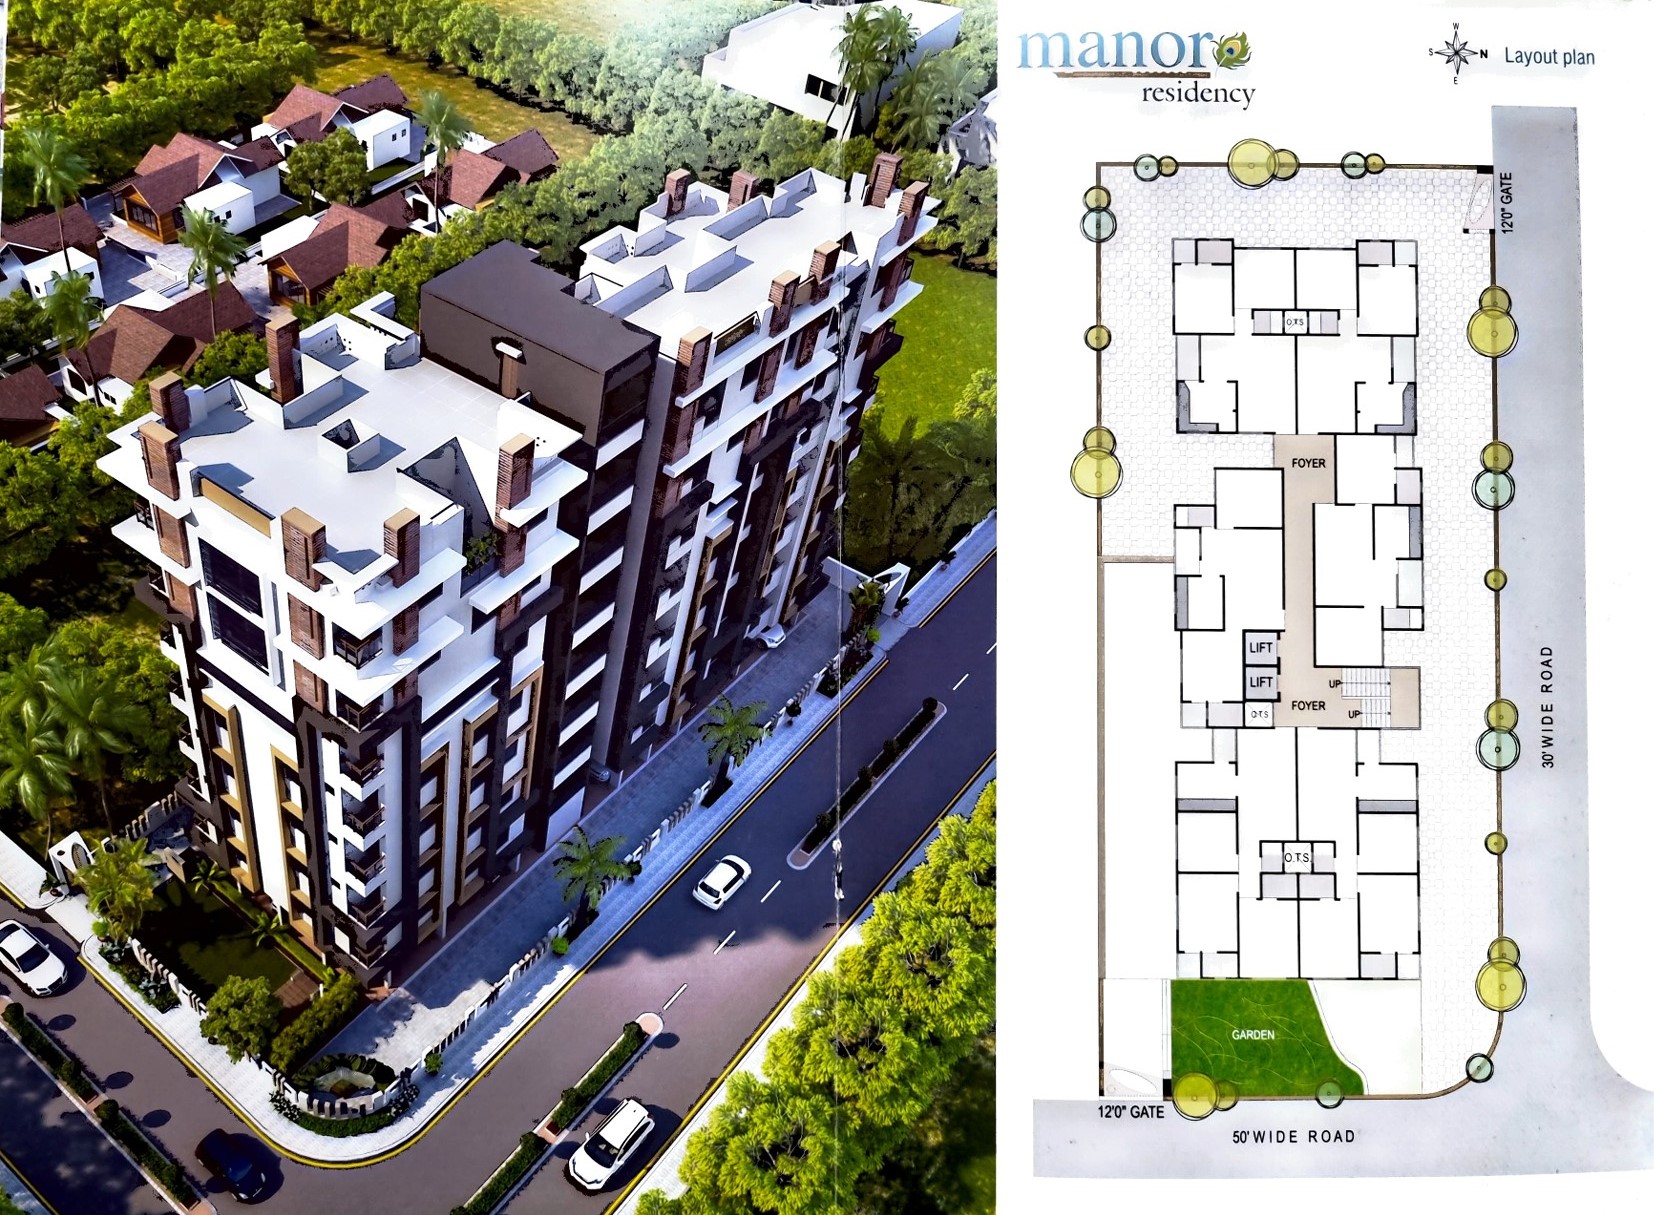 manor
residency
W
S
N
E
Layout plan
12'0" GATE
O.T.S
FOYER
LIFT
LIFT
UP
FOYER
O.T.S
UP
30' WIDE ROAD
O.T.S.
GARDEN
12'0" GATE
50' WIDE ROAD